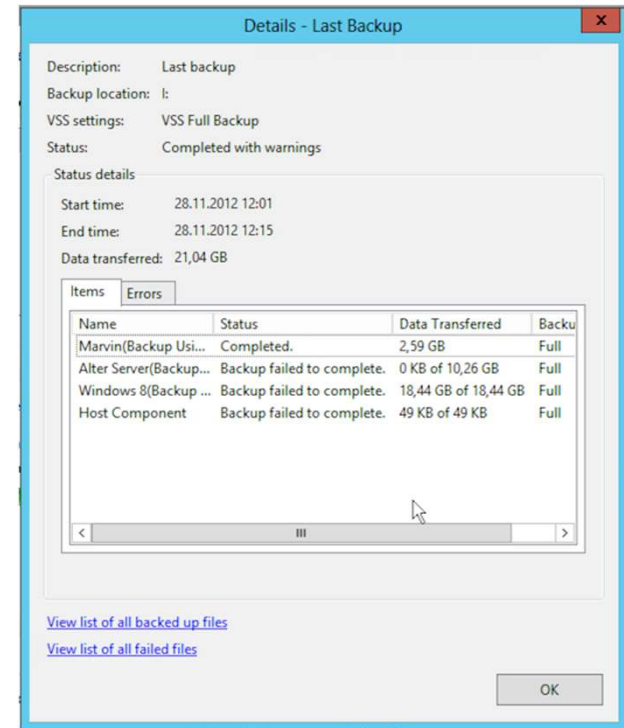 Details - Last Backup
x
Description: Last backup
Backup location: I:
VSS settings: VSS Full Backup
Status: Completed with warnings
Status details
Start time: 28.11.2012 12:01
End time: 28.11.2012 12:15
Data transferred: 21,04 GB
Items Errors
Name Status Data Transferred Backu
Marvin(Backup Usi... Completed. 2,59 GB Full
Alter Server(Backup... Backup failed to complete. 0 KB of 10,26 GB Full
Windows 8(Backup ... Backup failed to complete. 18,44 GB of 18,44 GB Full
Host Component Backup failed to complete. 49 KB of 49 KB Full
View list of all backed up files
View list of all failed files
OK